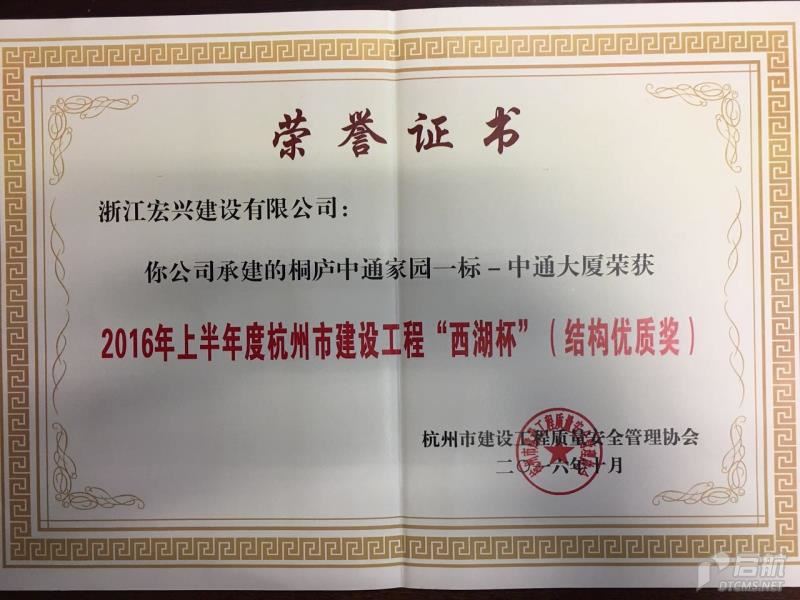 荣誉证书
浙江宏兴建设有限公司：
你公司承建的桐庐中通家园一标－中通大厦荣获
2016年上半年度杭州市建设工程“西湖杯”（结构优质奖）
杭州市建设工程质量安全管理协会
二〇一六年十月
启航
DTCMS.NET